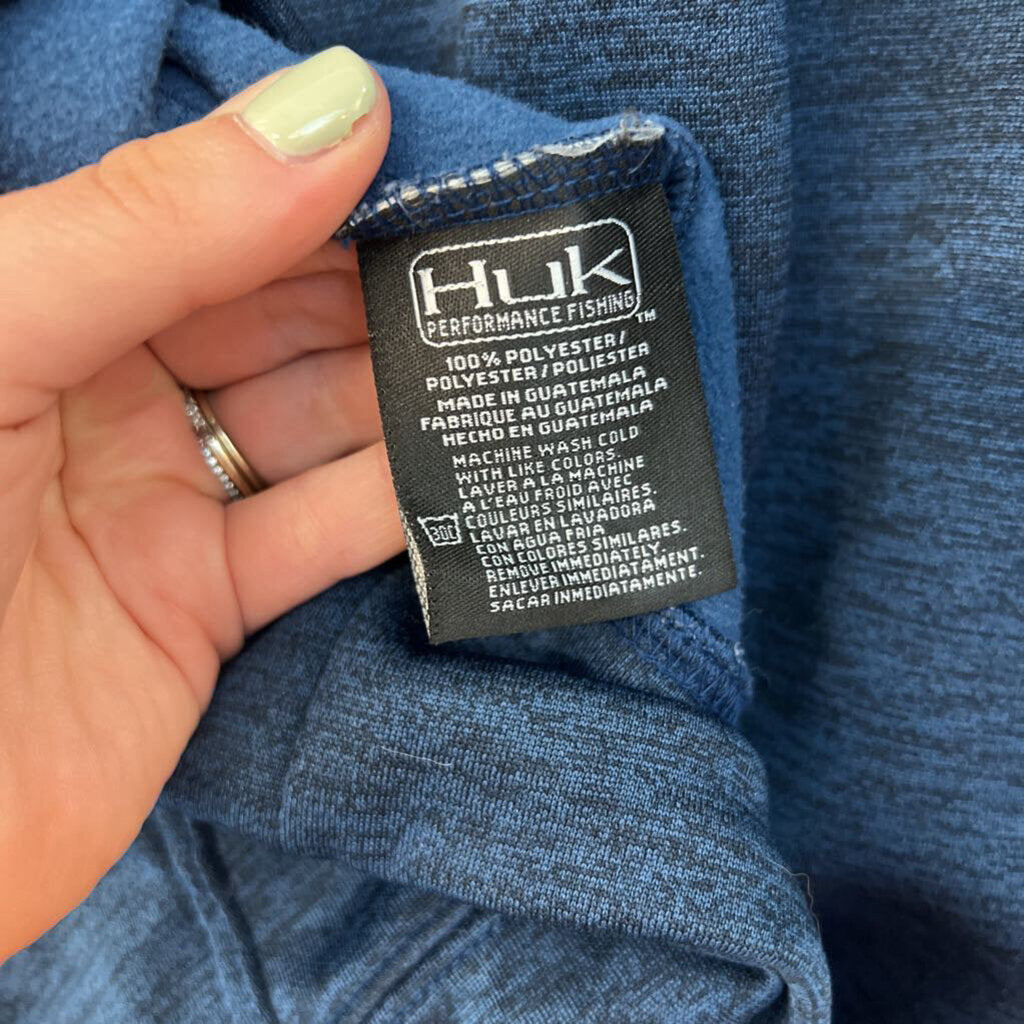 Huk
PERFORMANCE FISHING™
100% POLYESTER/
POLYESTER/POLIESTER
MADE IN GUATEMALA
FABRIQUE AU GUATEMALA
HECHO EN GUATEMALA
MACHINE WASH COLD
WITH LIKE COLORS.
LAVER A LA MACHINE
A L'EAU FROID AVEC
COULEURS SIMILAIRES.
LAVAR EN LAVADORA
CON AGUA FRIA
CON COLORES SIMILARES.
REMOVE IMMEDIATELY.
ENLEVER IMMEDIATAMENT.
SACAR INMEDIATAMENTE.